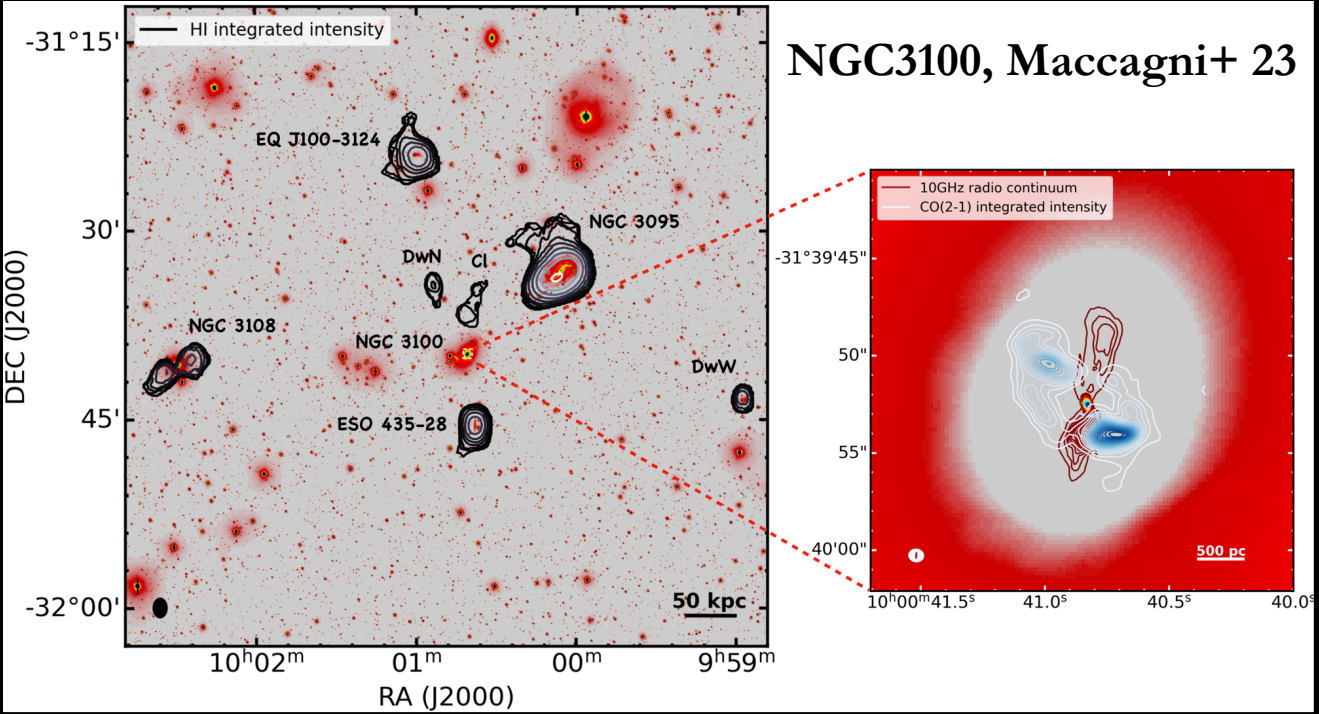 NGC3100, Maccagni+ 23
HI integrated intensity
-31°15'
EQ J100-3124
30'
NGC 3095
DwN
Cl
NGC 3108
NGC 3100
DwW
45'
ESO 435-28
-32°00'
50 kpc
10ʰ02ᵐ
01ᵐ
00ᵐ
9ʰ59ᵐ
RA (J2000)
DEC (J2000)
10GHz radio continuum
CO(2-1) integrated intensity
-31°39'45"
50"
55"
40'00"
500 pc
10ʰ00ᵐ41.5ˢ
41.0ˢ
40.5ˢ
40.0ˢ